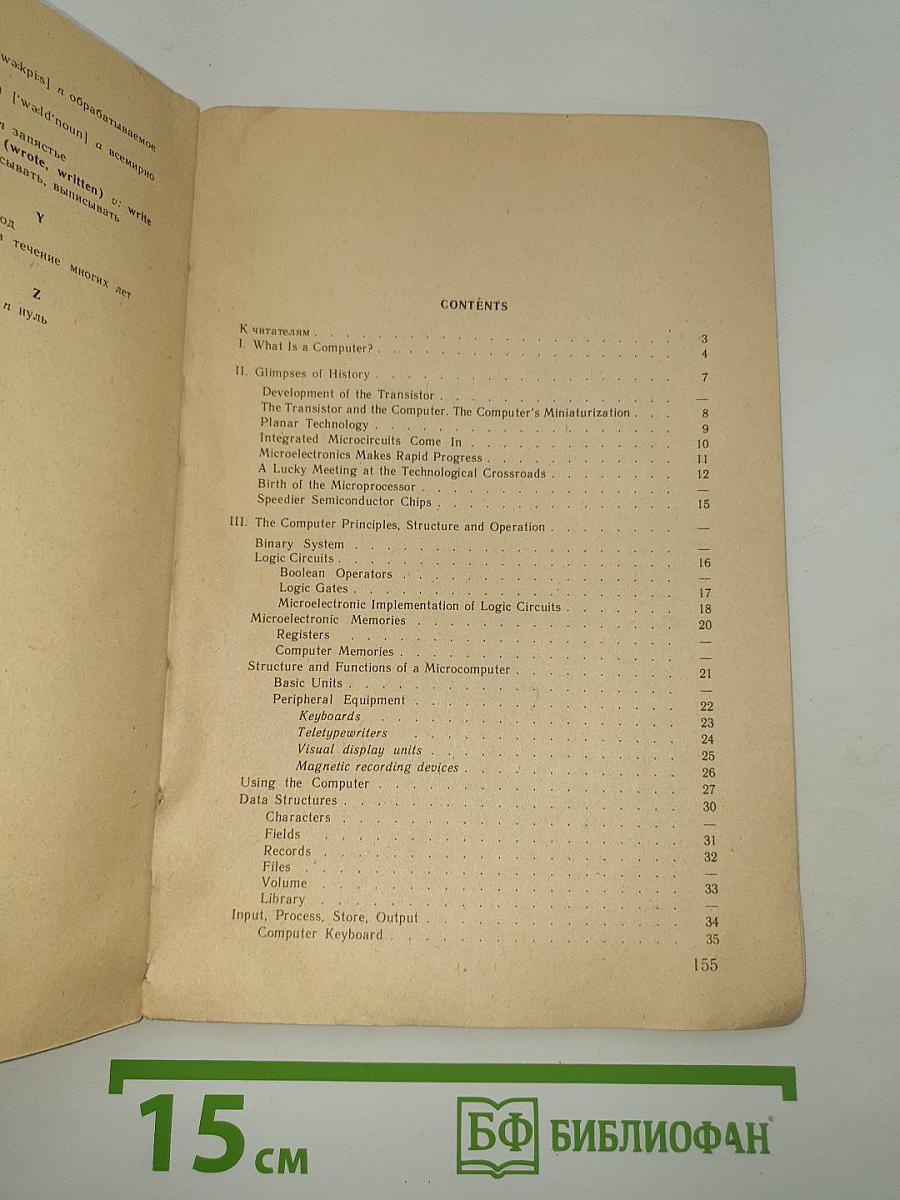 wə:kpi:s] n обрабатываемое
['wə:ld'noun] a всемирно
n запястье
(wrote, written) v: write
сывать, выписывать
Y
од
в течение многих лет
Z
n нуль
CONTENTS
К читателям . . . 3
I. What Is a Computer? . . . 4
II. Glimpses of History . . . 7
Development of the Transistor . . . —
The Transistor and the Computer. The Computer's Miniaturization . . . 8
Planar Technology . . . 9
Integrated Microcircuits Come In . . . 10
Microelectronics Makes Rapid Progress . . . 11
A Lucky Meeting at the Technological Crossroads . . . 12
Birth of the Microprocessor . . . —
Speedier Semiconductor Chips . . . 15
III. The Computer Principles, Structure and Operation . . . —
Binary System . . . —
Logic Circuits . . . 16
Boolean Operators . . . —
Logic Gates . . . 17
Microelectronic Implementation of Logic Circuits . . . 18
Microelectronic Memories . . . 20
Registers . . . —
Computer Memories . . . —
Structure and Functions of a Microcomputer . . . 21
Basic Units . . . —
Peripheral Equipment . . . 22
Keyboards . . . 23
Teletypewriters . . . 24
Visual display units . . . 25
Magnetic recording devices . . . 26
Using the Computer . . . 27
Data Structures . . . 30
Characters . . . —
Fields . . . 31
Records . . . 32
Files . . . —
Volume . . . 33
Library . . . —
Input, Process, Store, Output . . . 34
Computer Keyboard . . . 35
155
15 см
БФ БИБЛИОФАН